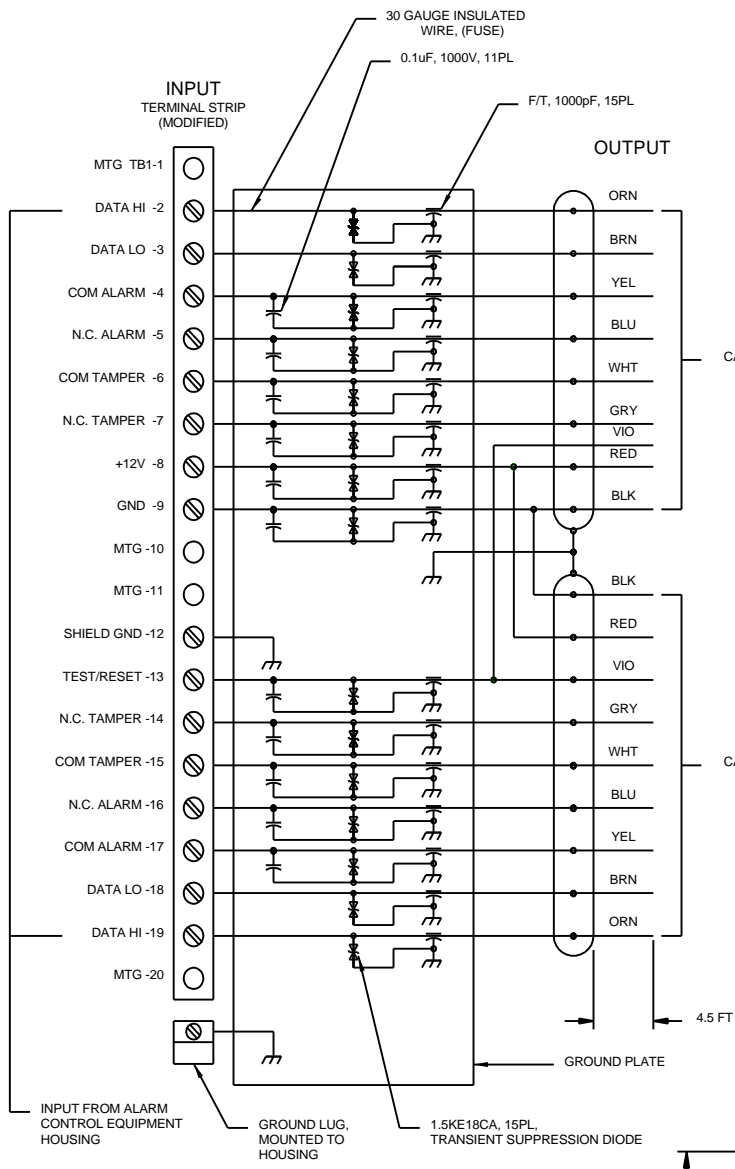 30 GAUGE INSULATED
WIRE, (FUSE)
0.1uF, 1000V, 11PL
F/T, 1000pF, 15PL
INPUT
TERMINAL STRIP
(MODIFIED)
OUTPUT
MTG TB1-1
DATA HI -2
DATA LO -3
COM ALARM -4
N.C. ALARM -5
COM TAMPER -6
N.C. TAMPER -7
+12V -8
GND -9
MTG -10
MTG -11
SHIELD GND -12
TEST/RESET -13
N.C. TAMPER -14
COM TAMPER -15
N.C. ALARM -16
COM ALARM -17
DATA LO -18
DATA HI -19
MTG -20
ORN
BRN
YEL
BLU
WHT
GRY
VIO
RED
BLK
CA
BLK
RED
VIO
GRY
WHT
BLU
YEL
BRN
ORN
CA
4.5 FT
GROUND PLATE
INPUT FROM ALARM
CONTROL EQUIPMENT
HOUSING
GROUND LUG,
MOUNTED TO
HOUSING
1.5KE18CA, 15PL,
TRANSIENT SUPPRESSION DIODE